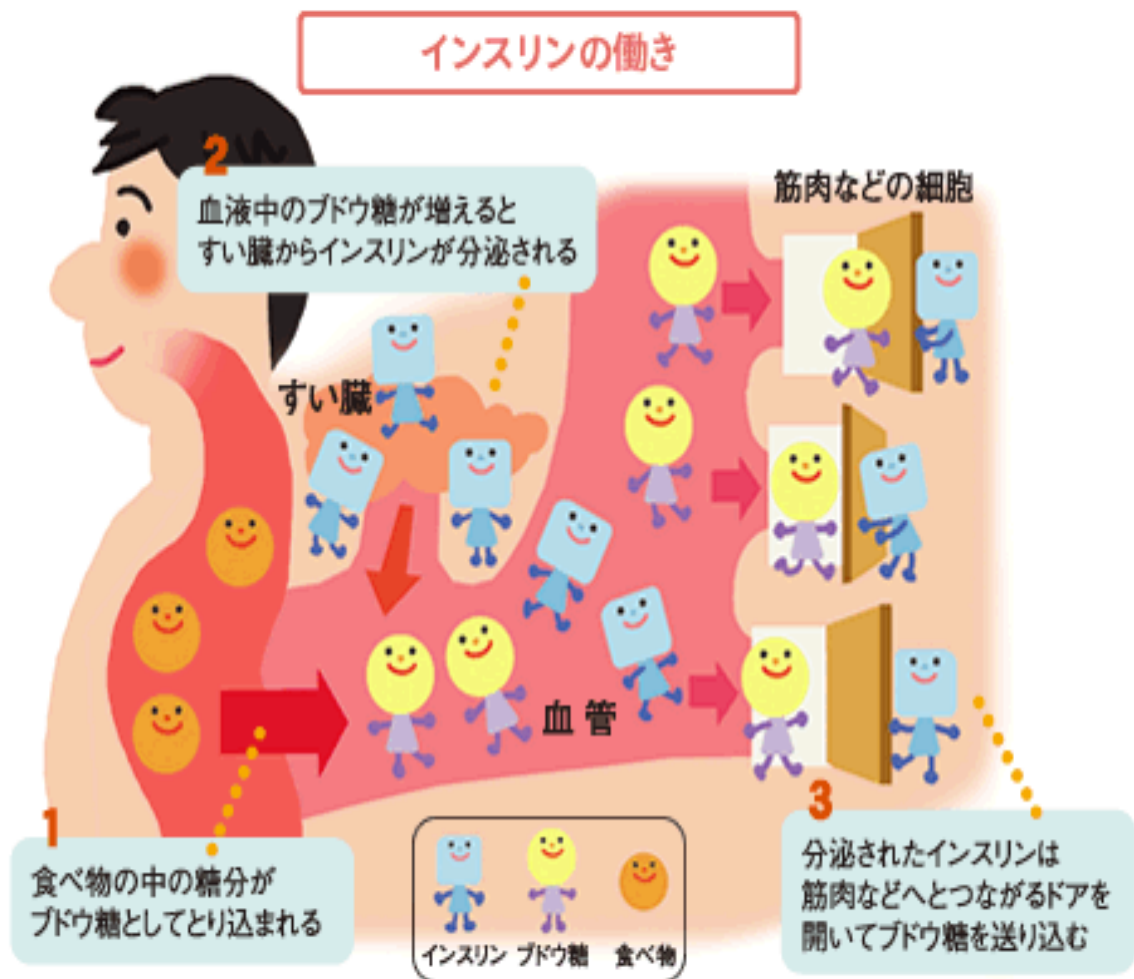 インスリンの働き
2
血液中のブドウ糖が増えると
すい臓からインスリンが分泌される
筋肉などの細胞
すい臓
血管
1
食べ物の中の糖分が
ブドウ糖としてとり込まれる
インスリン ブドウ糖 食べ物
3
分泌されたインスリンは
筋肉などへとつながるドアを
開いてブドウ糖を送り込む